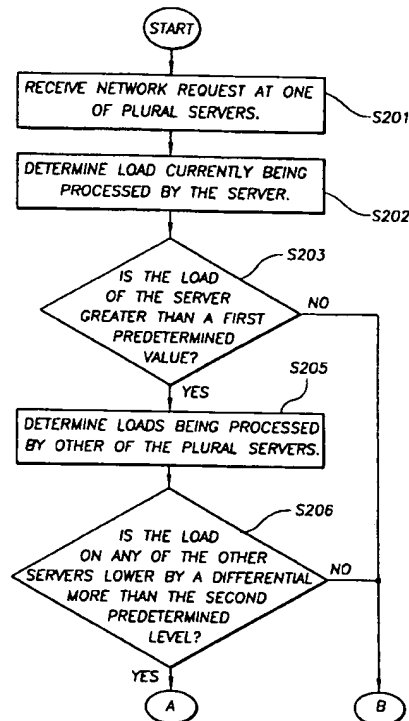 START
RECEIVE NETWORK REQUEST AT ONE
OF PLURAL SERVERS.
S201
DETERMINE LOAD CURRENTLY BEING
PROCESSED BY THE SERVER.
S202
S203
IS THE LOAD
OF THE SERVER
GREATER THAN A FIRST
PREDETERMINED
VALUE?
NO
YES
S205
DETERMINE LOADS BEING PROCESSED
BY OTHER OF THE PLURAL SERVERS.
S206
IS THE LOAD
ON ANY OF THE OTHER
SERVERS LOWER BY A DIFFERENTIAL
MORE THAN THE SECOND
PREDETERMINED
LEVEL?
NO
YES
A
B